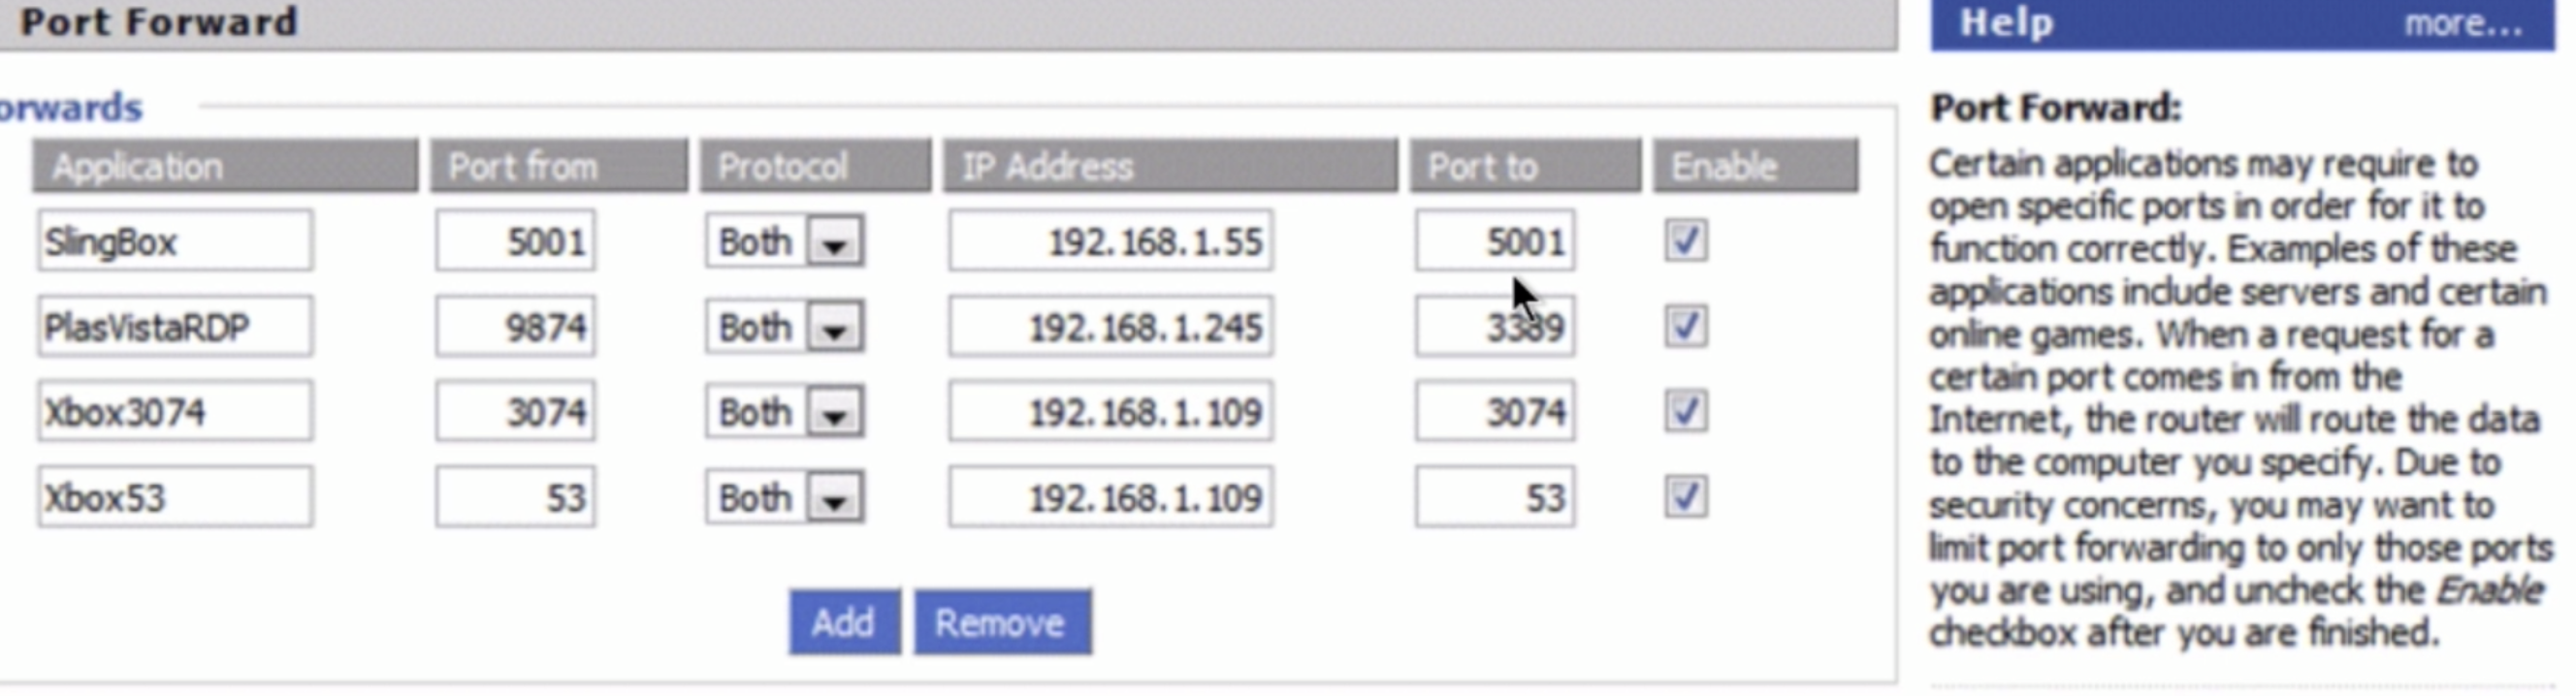 Port Forward
orwards
Application Port from Protocol IP Address Port to Enable
SlingBox 5001 Both 192.168.1.55 5001
PlasVistaRDP 9874 Both 192.168.1.245 3389
Xbox3074 3074 Both 192.168.1.109 3074
Xbox53 53 Both 192.168.1.109 53
Add Remove
Help more...
Port Forward:
Certain applications may require to
open specific ports in order for it to
function correctly. Examples of these
applications include servers and certain
online games. When a request for a
certain port comes in from the
Internet, the router will route the data
to the computer you specify. Due to
security concerns, you may want to
limit port forwarding to only those ports
you are using, and uncheck the Enable
checkbox after you are finished.